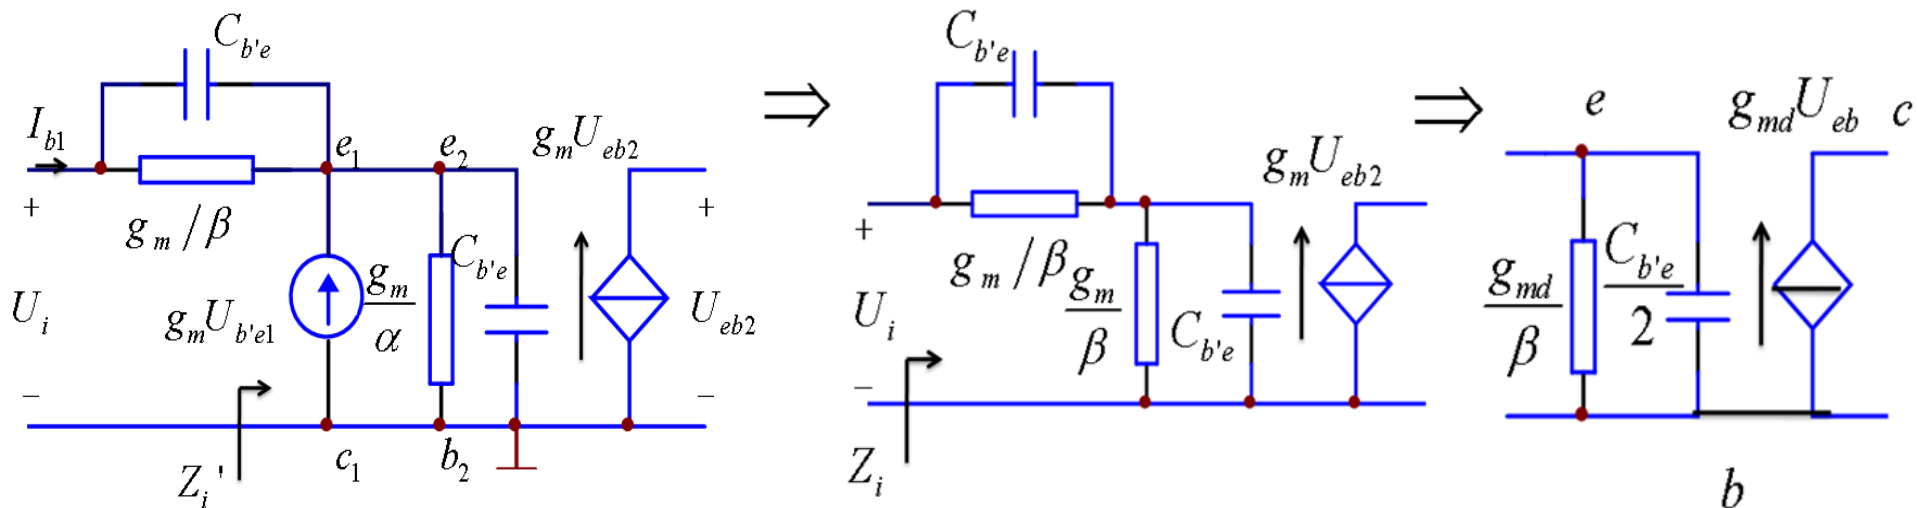 C_{b'e}
I_{b1}
e_1
e_2
g_m U_{eb2}
+
+
g_m / β
C_{b'e}
U_i
g_m U_{b'e1}
g_m / α
U_{eb2}
−
−
Z_i'
c_1
b_2
⇒
C_{b'e}
g_m U_{eb2}
+
g_m / β
g_m / β
U_i
C_{b'e}
−
Z_i
⇒
e
g_{md} U_{eb}
c
g_{md} / β
C_{b'e} / 2
b